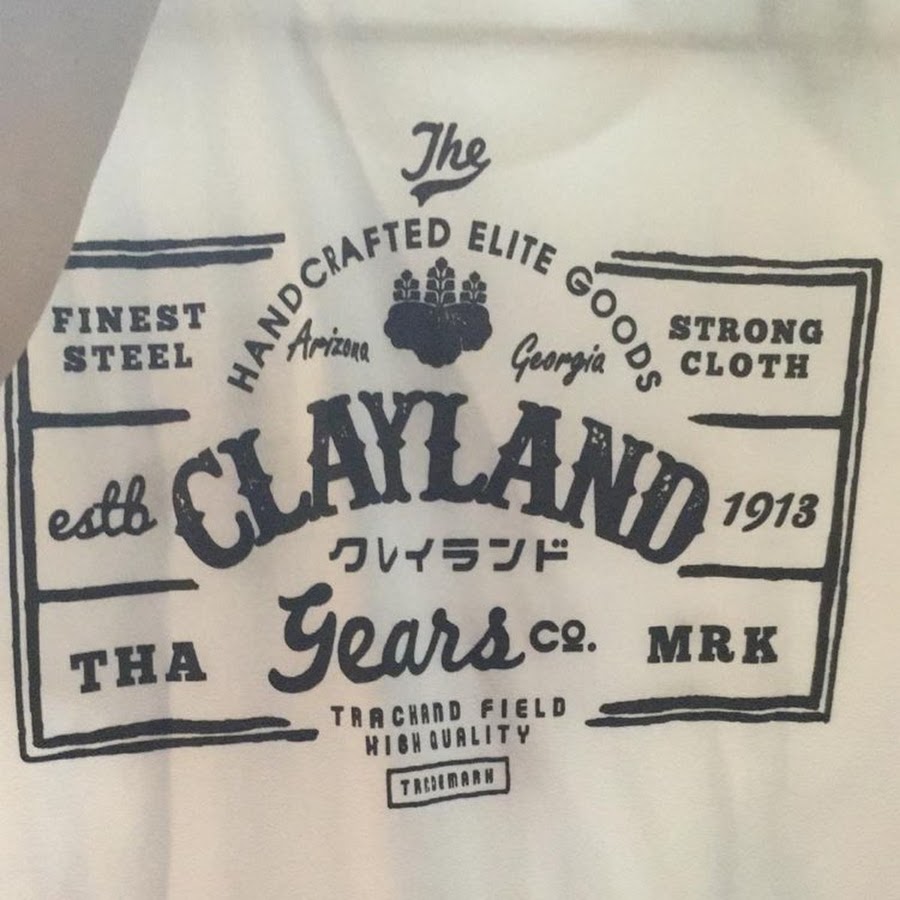 The
HANDCRAFTED ELITE GOODS
FINEST
STEEL
Arizona
Georgia
STRONG
CLOTH
CLAYLAND
estb
1913
クレイランド
Gears Co.
THA
MRK
TRACKAND FIELD
HIGH QUALITY
TRADEMARK